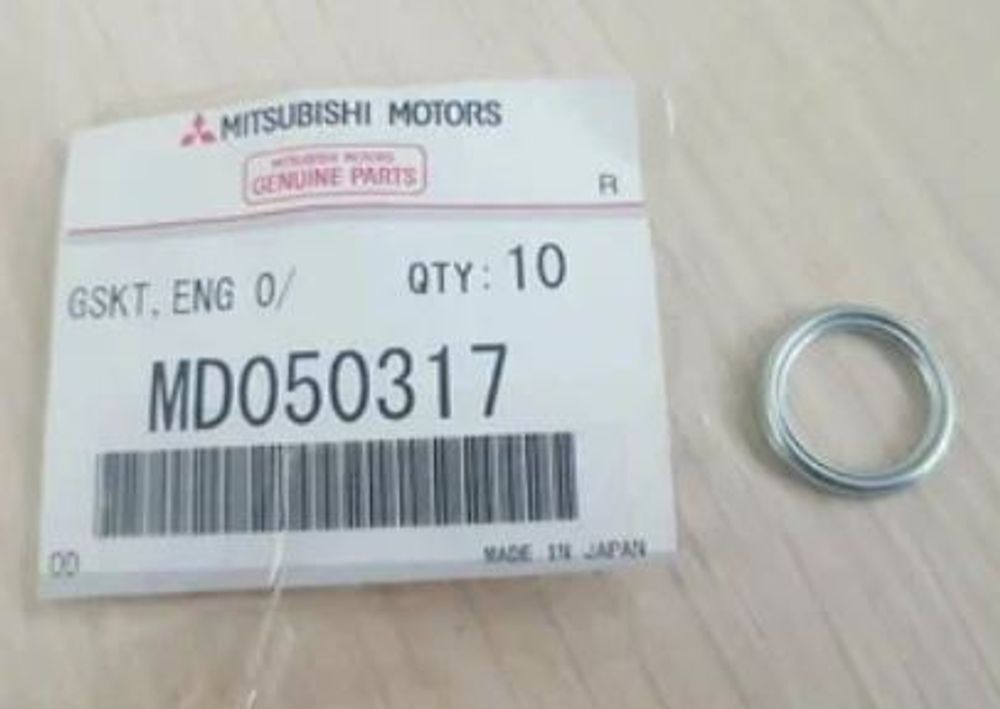 MITSUBISHI MOTORS
MITSUBISHI MOTORS
GENUINE PARTS
R
GSKT, ENG O/ QTY: 10
MD050317
00 MADE IN JAPAN